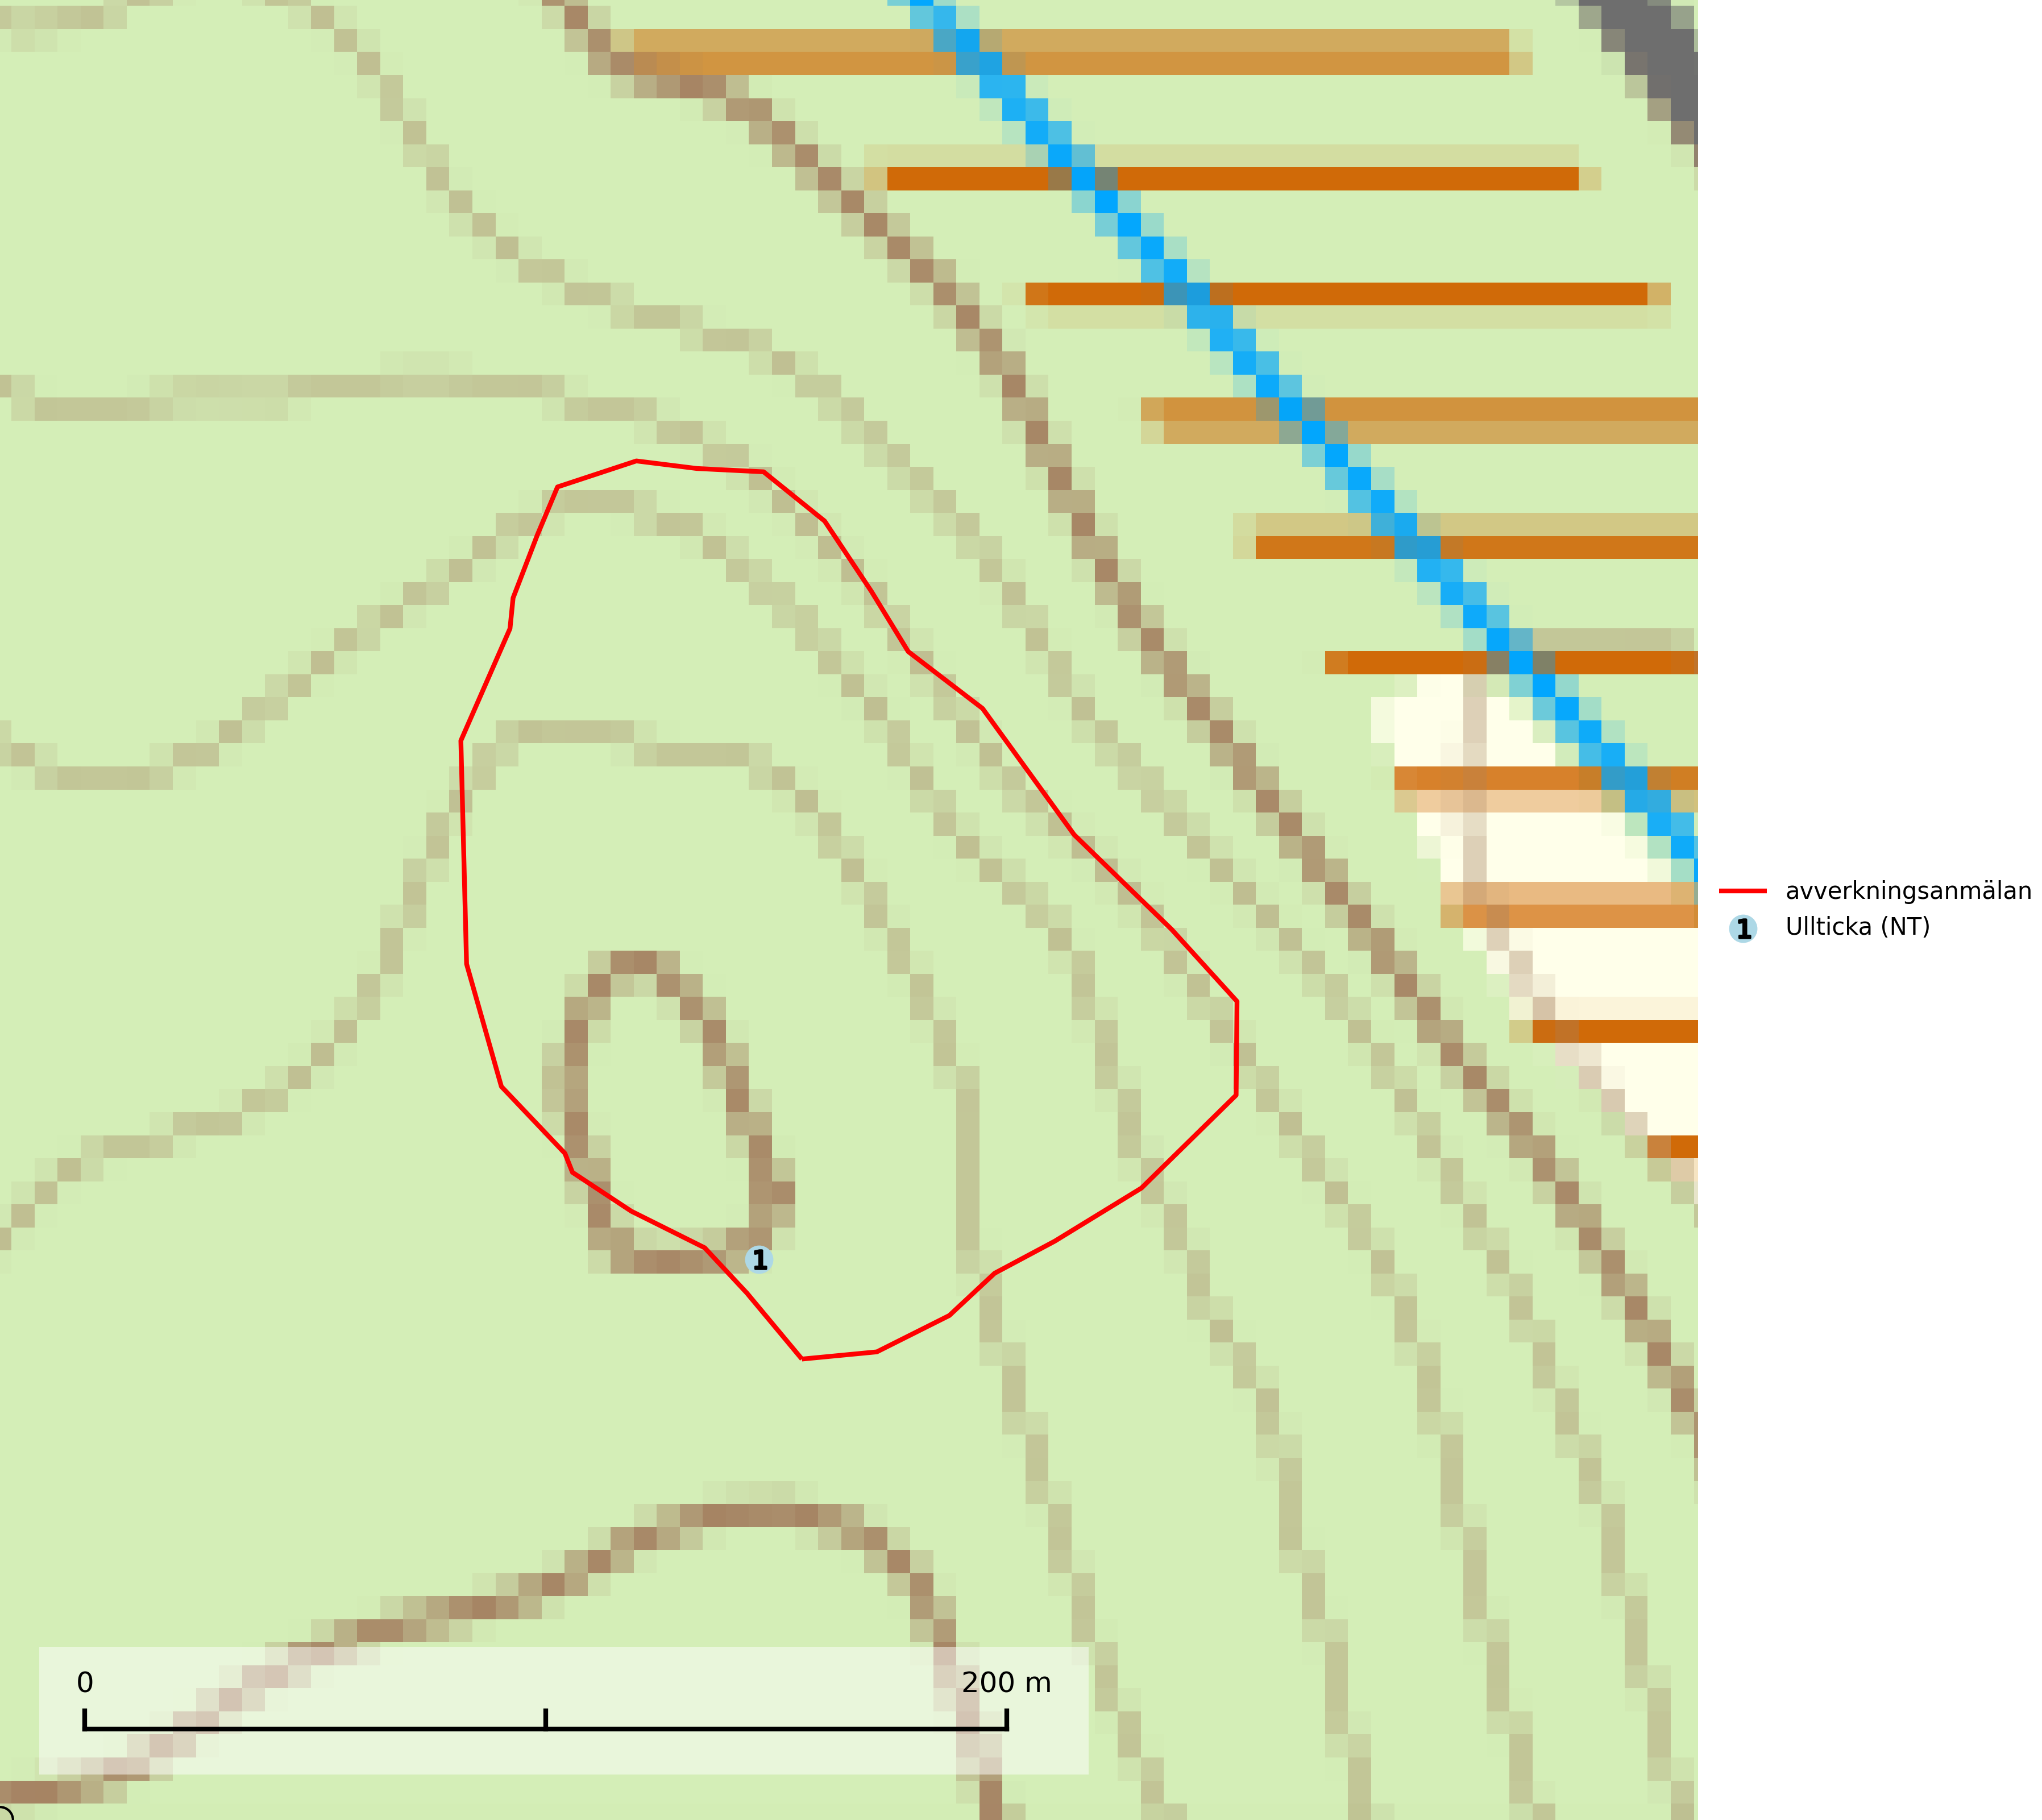 avverkningsanmälan
1 Ullticka (NT)
1
0 200 m